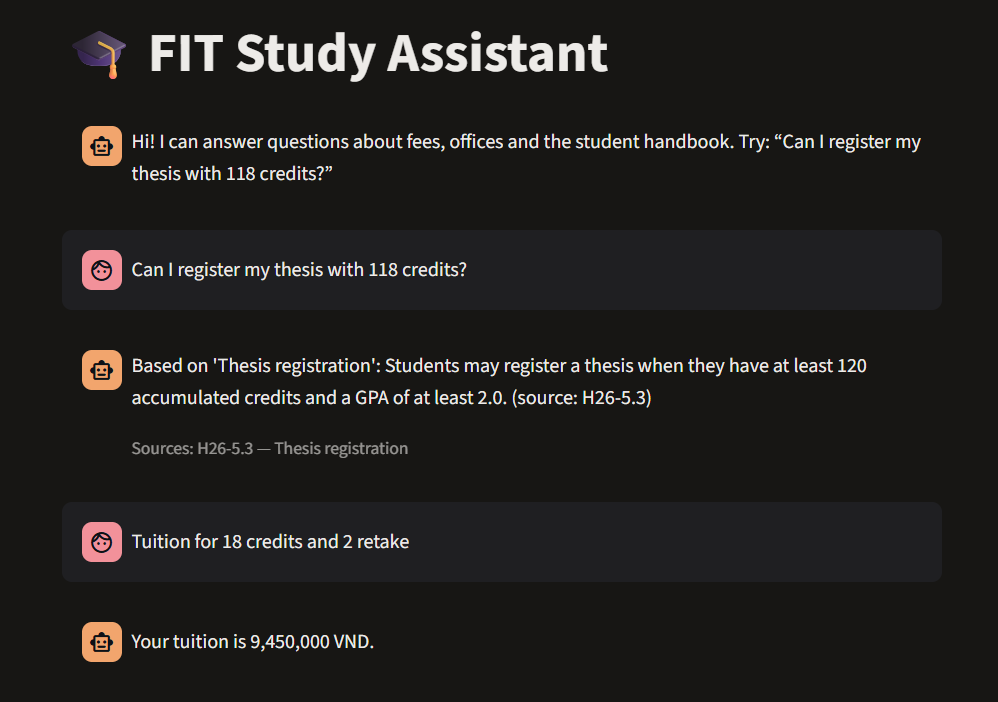 FIT Study Assistant
Hi! I can answer questions about fees, offices and the student handbook. Try: “Can I register my
thesis with 118 credits?”
Can I register my thesis with 118 credits?
Based on 'Thesis registration': Students may register a thesis when they have at least 120
accumulated credits and a GPA of at least 2.0. (source: H26-5.3)
Sources: H26-5.3 — Thesis registration
Tuition for 18 credits and 2 retake
Your tuition is 9,450,000 VND.